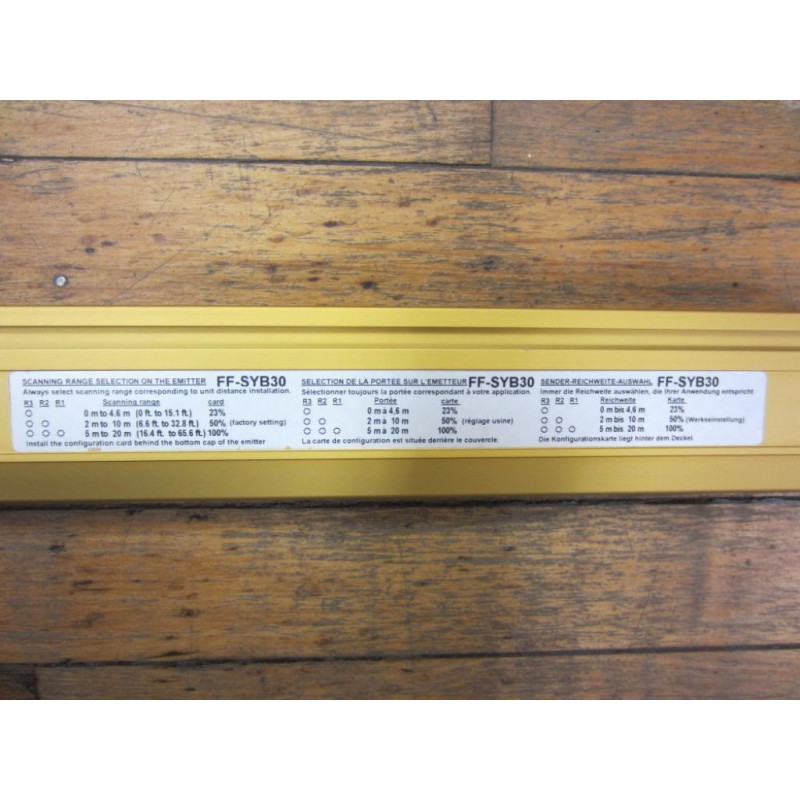 SCANNING RANGE SELECTION ON THE EMITTER FF-SYB30
Always select scanning range corresponding to unit distance installation.
R3 R2 R1 Scanning range card
○ 0 m to 4.6 m (0 ft. to 15.1 ft.) 23%
○ ○ 2 m to 10 m (6.6 ft. to 32.8 ft.) 50% (factory setting)
○ ○ ○ 5 m to 20 m (16.4 ft. to 65.6 ft.) 100%
Install the configuration card behind the bottom cap of the emitter
SELECTION DE LA PORTEE SUR L'EMETTEUR FF-SYB30
Sélectionner toujours la portée correspondant à votre application.
R3 R2 R1 Portée carte
○ 0 m à 4,6 m 23%
○ ○ 2 m à 10 m 50% (réglage usine)
○ ○ ○ 5 m à 20 m 100%
La carte de configuration est située derrière le couvercle.
SENDER-REICHWEITE-AUSWAHL FF-SYB30
Immer die Reichweite auswählen, die Ihrer Anwendung entspricht
R3 R2 R1 Reichweite Karte
○ 0 m bis 4,6 m 23%
○ ○ 2 m bis 10 m 50% (Werkseinstellung)
○ ○ ○ 5 m bis 20 m 100%
Die Konfigurationskarte liegt hinter dem Deckel.